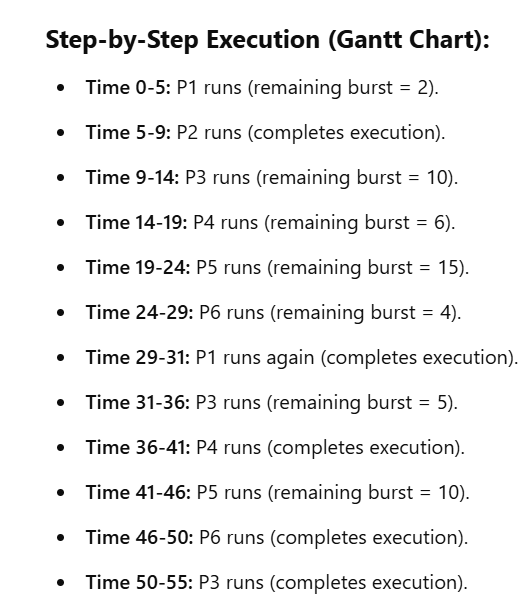 Step-by-Step Execution (Gantt Chart):
• Time 0-5: P1 runs (remaining burst = 2).
• Time 5-9: P2 runs (completes execution).
• Time 9-14: P3 runs (remaining burst = 10).
• Time 14-19: P4 runs (remaining burst = 6).
• Time 19-24: P5 runs (remaining burst = 15).
• Time 24-29: P6 runs (remaining burst = 4).
• Time 29-31: P1 runs again (completes execution).
• Time 31-36: P3 runs (remaining burst = 5).
• Time 36-41: P4 runs (completes execution).
• Time 41-46: P5 runs (remaining burst = 10).
• Time 46-50: P6 runs (completes execution).
• Time 50-55: P3 runs (completes execution).